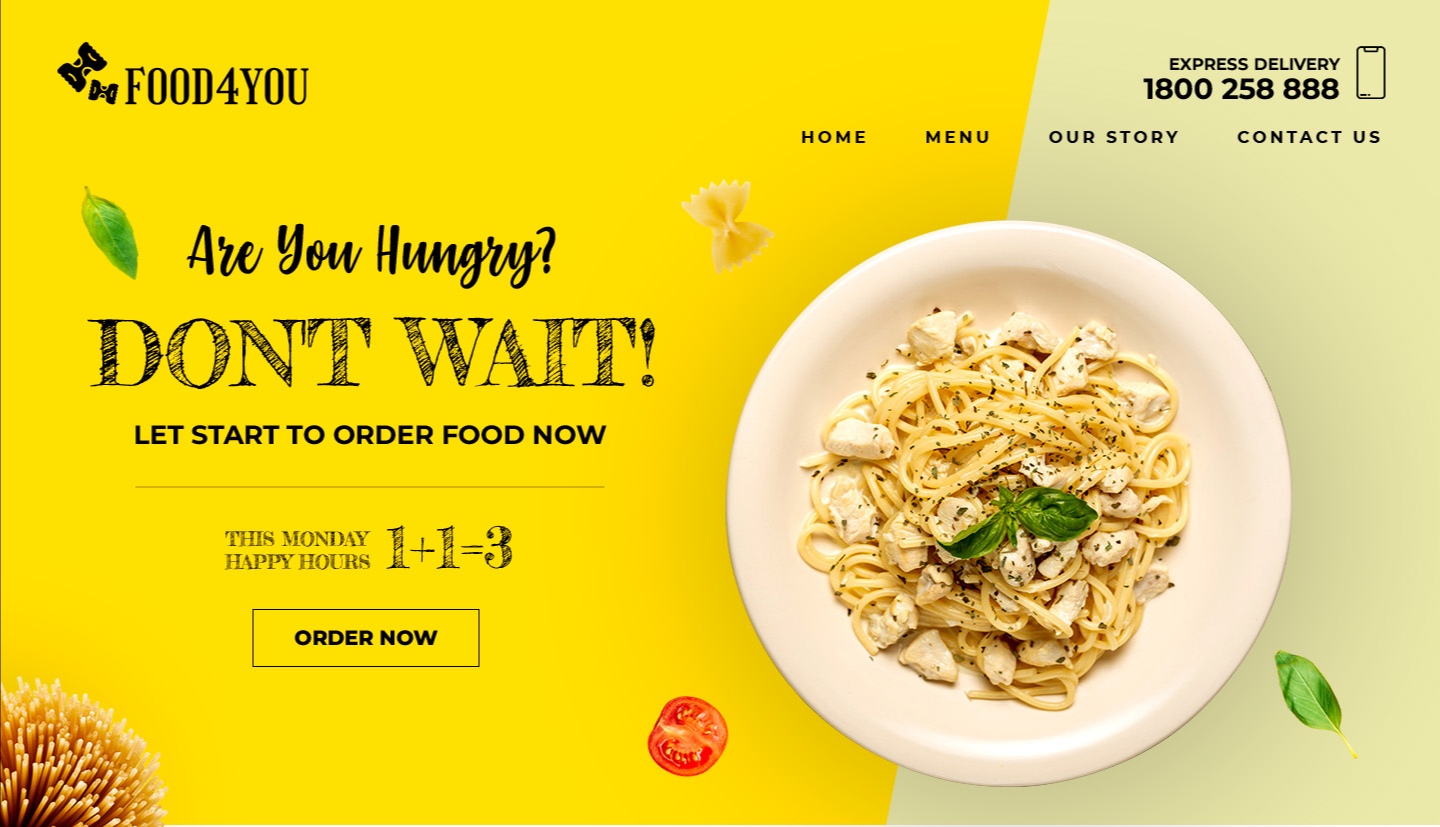 FOOD4YOU
EXPRESS DELIVERY
1800 258 888
HOME MENU OUR STORY CONTACT US
Are You Hungry?
DON'T WAIT!
LET START TO ORDER FOOD NOW
THIS MONDAY
HAPPY HOURS
1+1=3
ORDER NOW